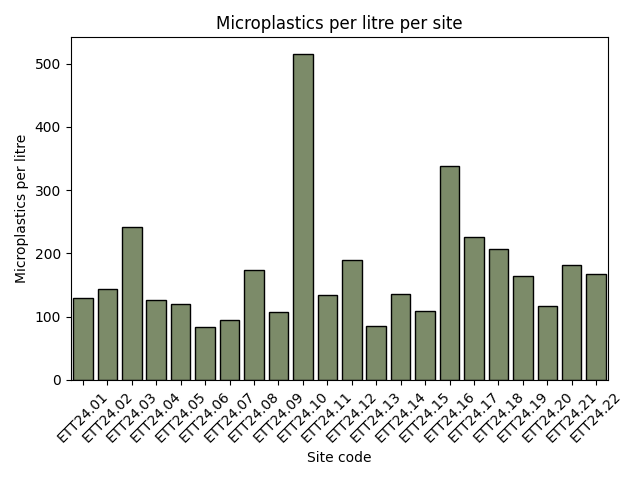 Microplastics per litre per site
Microplastics per litre
500
400
300
200
100
0
ETT24.01
ETT24.02
ETT24.03
ETT24.04
ETT24.05
ETT24.06
ETT24.07
ETT24.08
ETT24.09
ETT24.10
ETT24.11
ETT24.12
ETT24.13
ETT24.14
ETT24.15
ETT24.16
ETT24.17
ETT24.18
ETT24.19
ETT24.20
ETT24.21
ETT24.22
Site code